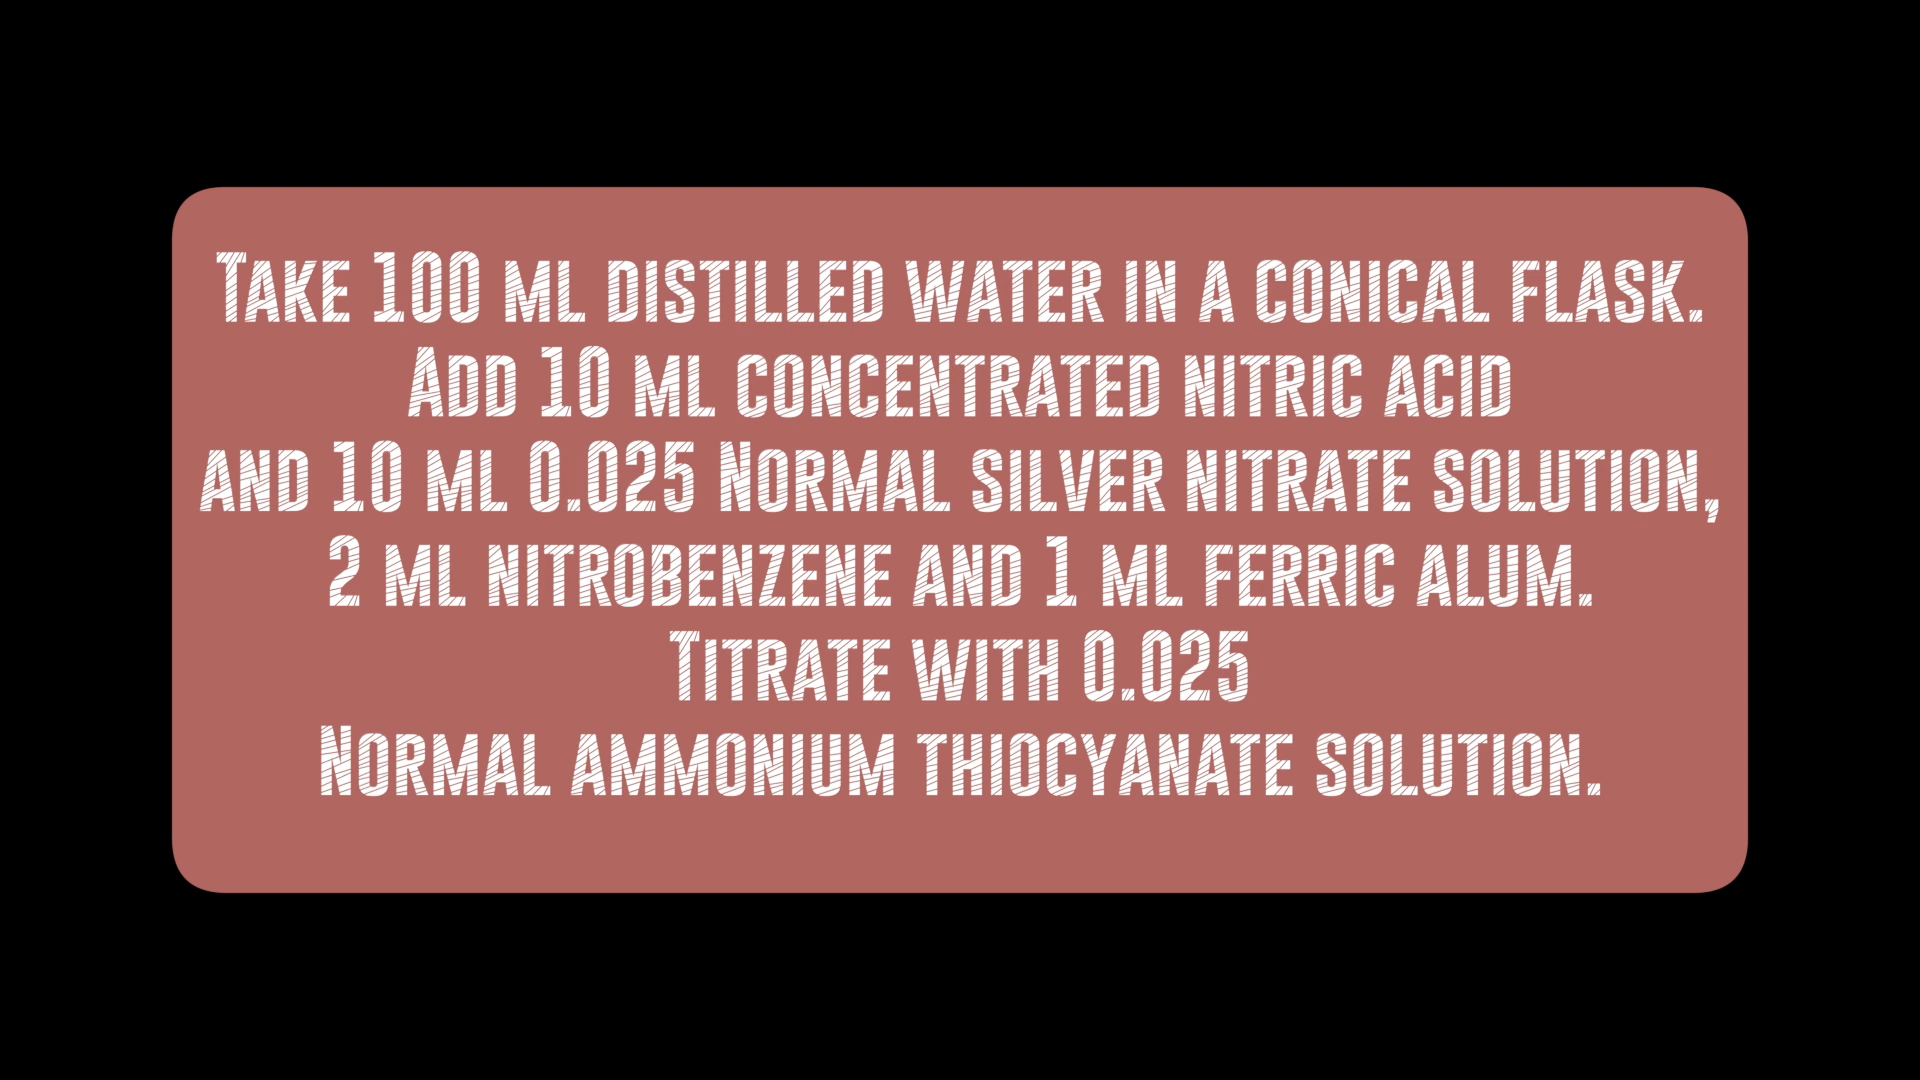 Take 100 ml distilled water in a conical flask.
Add 10 ml concentrated nitric acid
and 10 ml 0.025 Normal silver nitrate solution,
2 ml nitrobenzene and 1 ml ferric alum.
Titrate with 0.025
Normal ammonium thiocyanate solution.